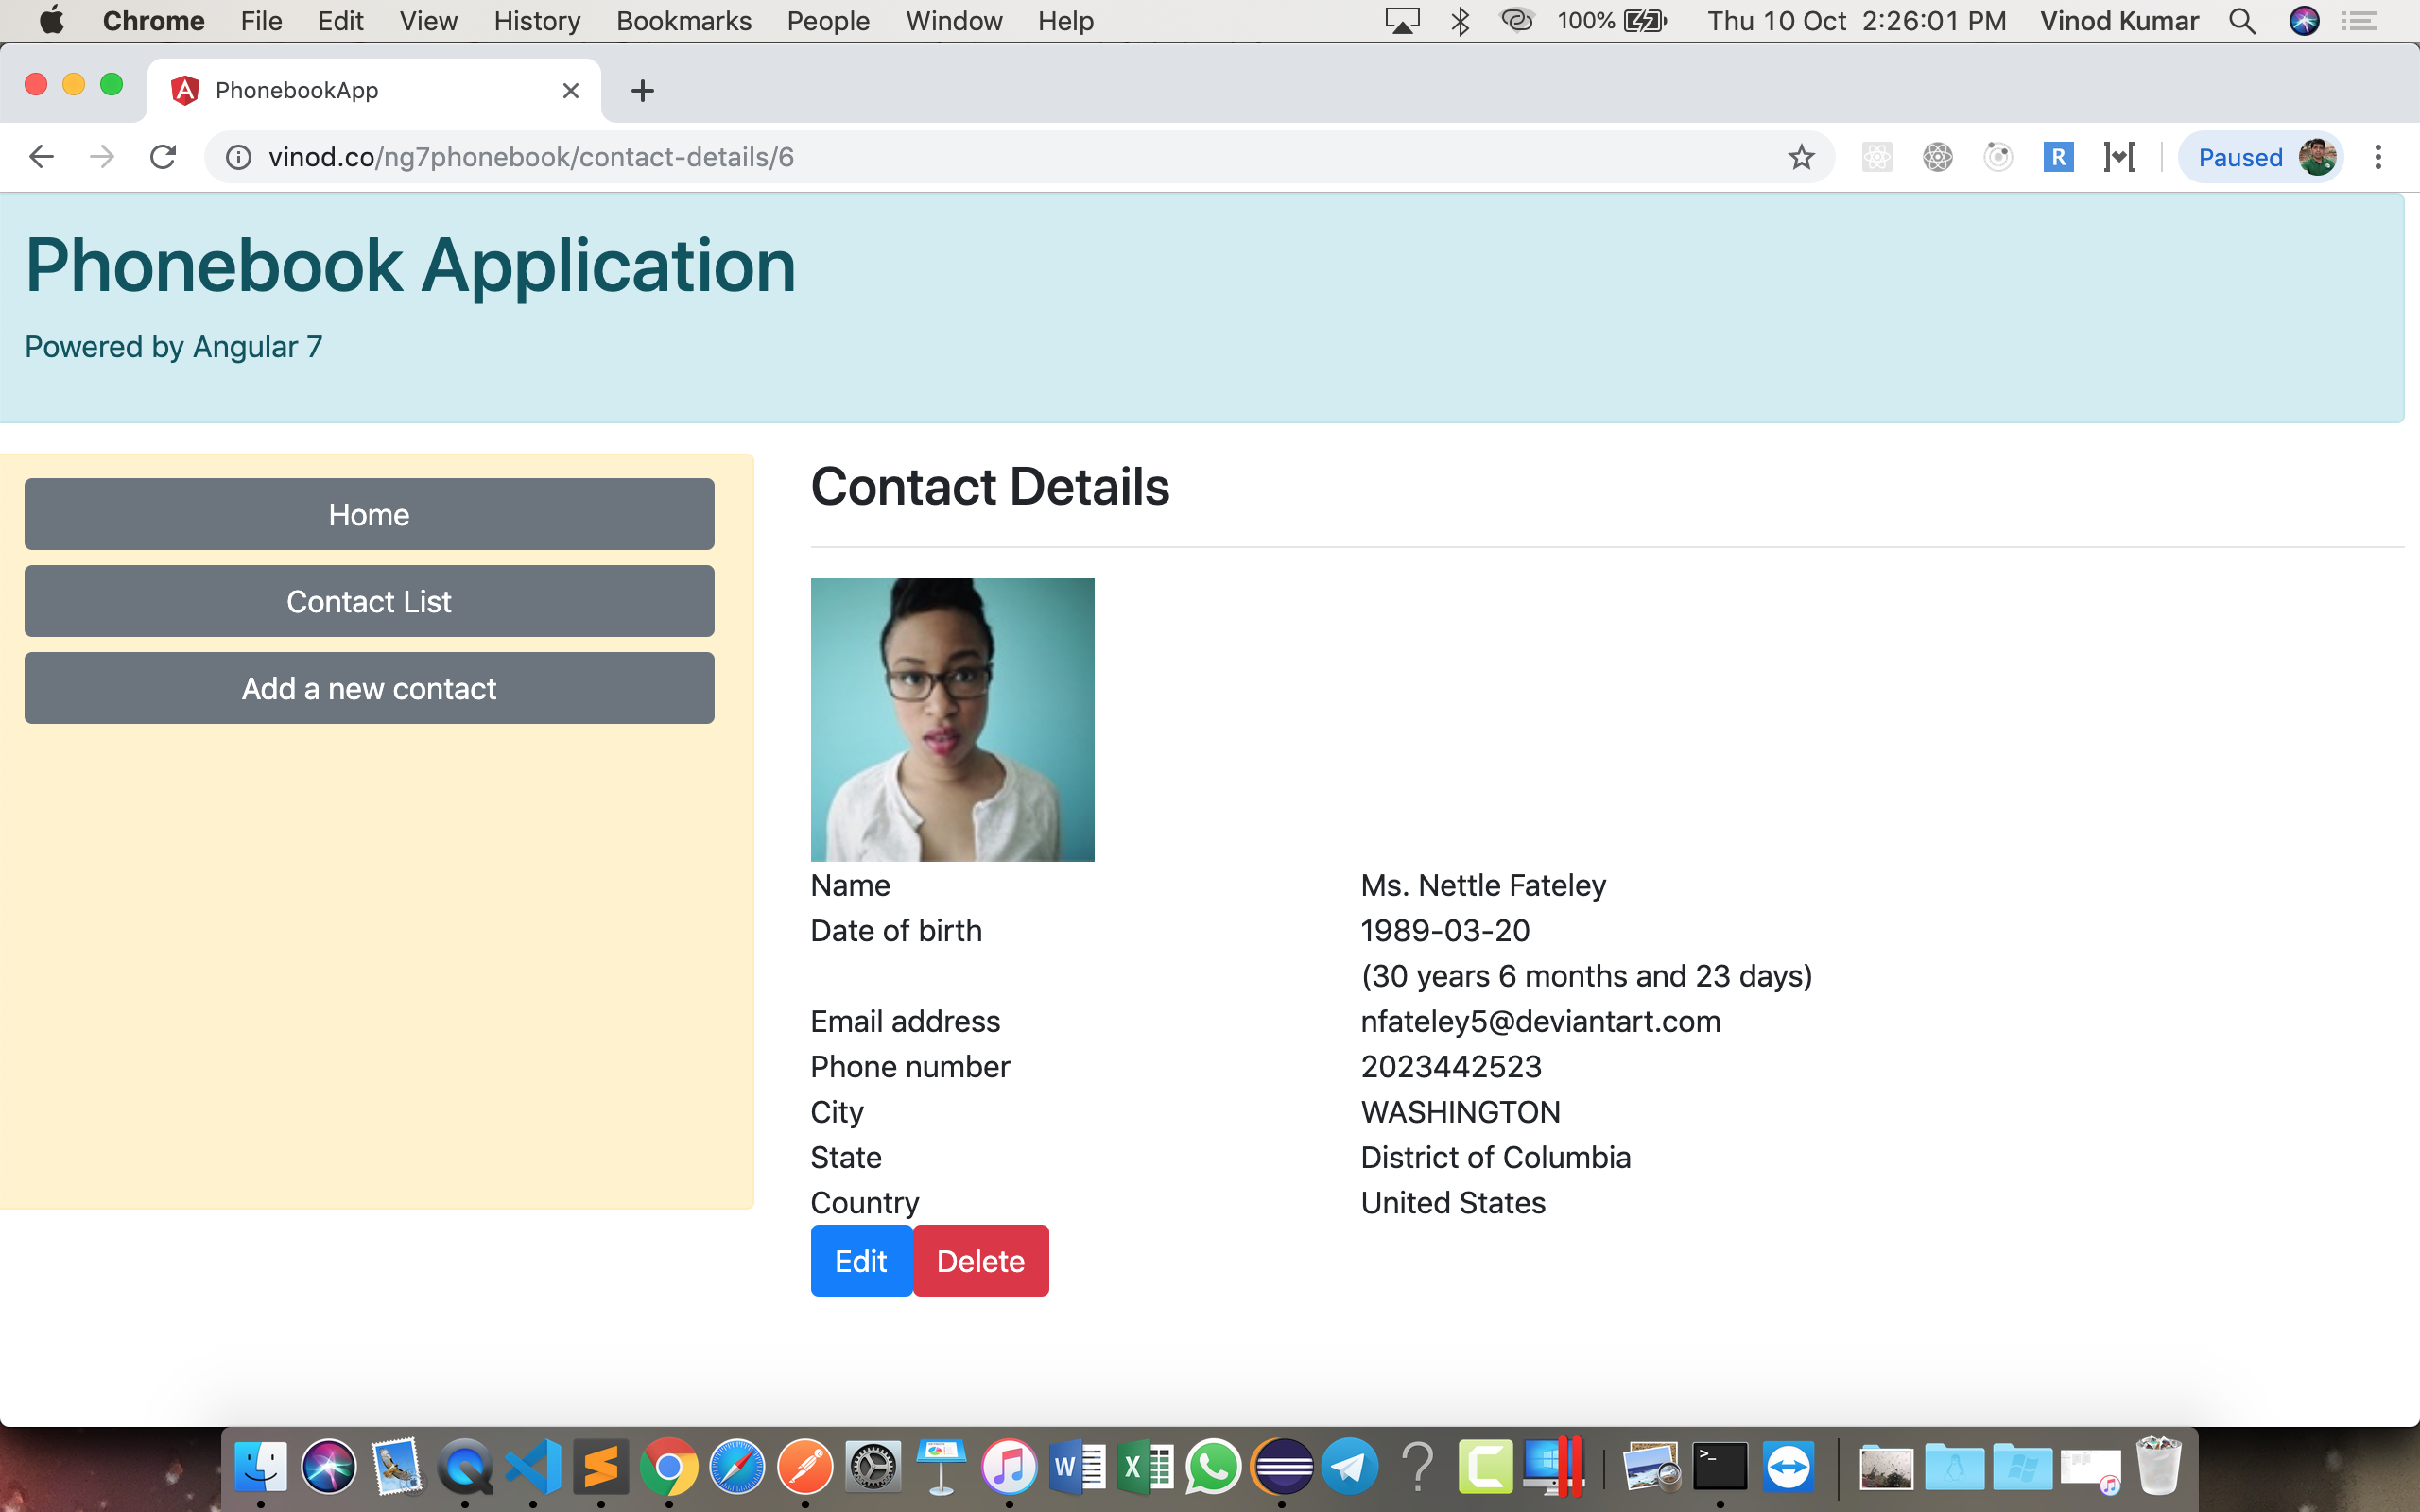 Chrome File Edit View History Bookmarks People Window Help 100% Thu 10 Oct 2:26:01 PM Vinod Kumar
PhonebookApp
vinod.co/ng7phonebook/contact-details/6 R Paused
Phonebook Application
Powered by Angular 7
Home
Contact List
Add a new contact
Contact Details
Name Ms. Nettle Fateley
Date of birth 1989-03-20
(30 years 6 months and 23 days)
Email address nfateley5@deviantart.com
Phone number 2023442523
City WASHINGTON
State District of Columbia
Country United States
Edit Delete